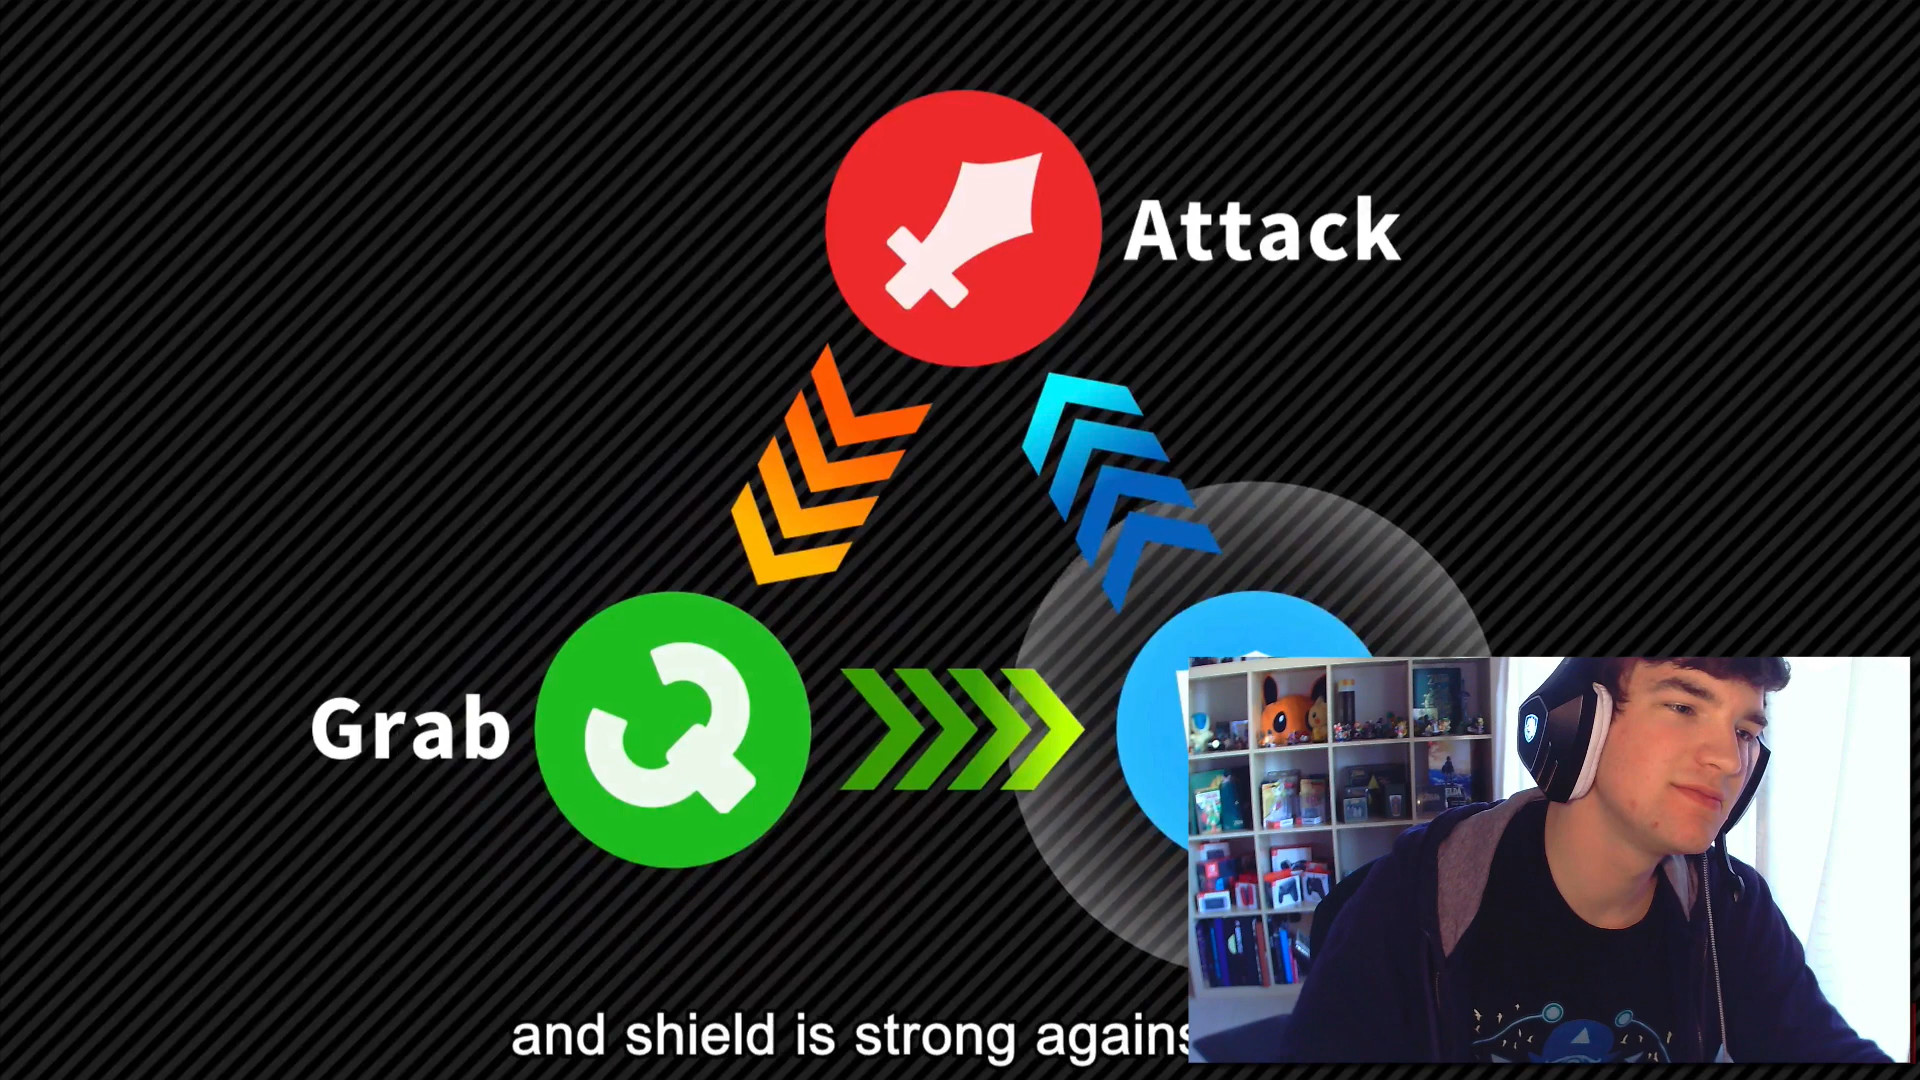 Attack
Grab
and shield is strong agains